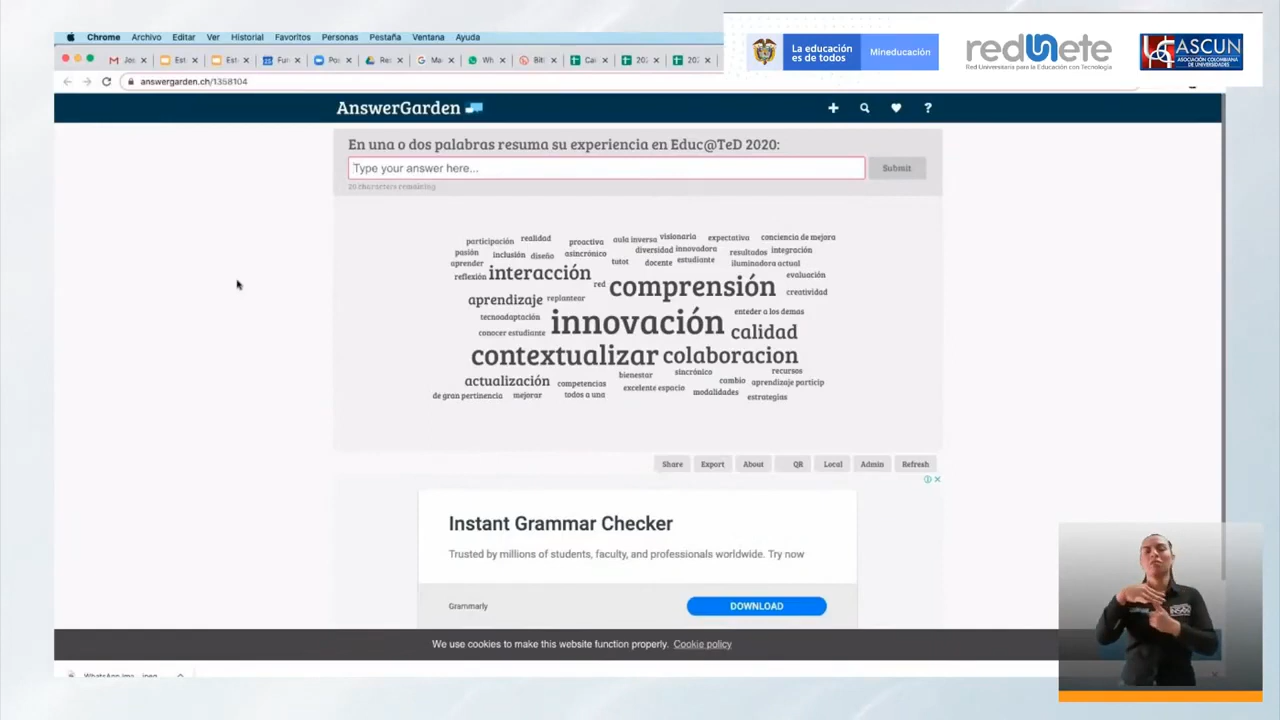 Chrome Archivo Editar Ver Historial Favoritos Personas Pestaña Ventana Ayuda
La educación es de todos
Mineducación
redUnete
Red Universitaria para la Educación con Tecnología
ASCUN
ASOCIACIÓN COLOMBIANA DE UNIVERSIDADES
answergarden.ch/1358104
AnswerGarden
En una o dos palabras resuma su experiencia en Educ@TeD 2020:
Type your answer here...
Submit
20 characters remaining
participación realidad proactiva aula inversa visionaria expectativa conciencia de mejora
pasión inclusión diseño asincrónico diversidad innovadora resultados integración
aprender tutot docente estudiante iluminadora actual
reflexión interacción red comprensión evaluación
aprendizaje replantear creatividad
tecnoadaptación innovación enteder a los demas
conocer estudiante calidad
contextualizar colaboracion
actualización competencias bienestar sincrónico cambio recursos aprendizaje particip
de gran pertinencia mejorar todos a una excelente espacio modalidades estrategias
Share Export About QR Local Admin Refresh
Instant Grammar Checker
Trusted by millions of students, faculty, and professionals worldwide. Try now
Grammarly
DOWNLOAD
We use cookies to make this website function properly. Cookie policy